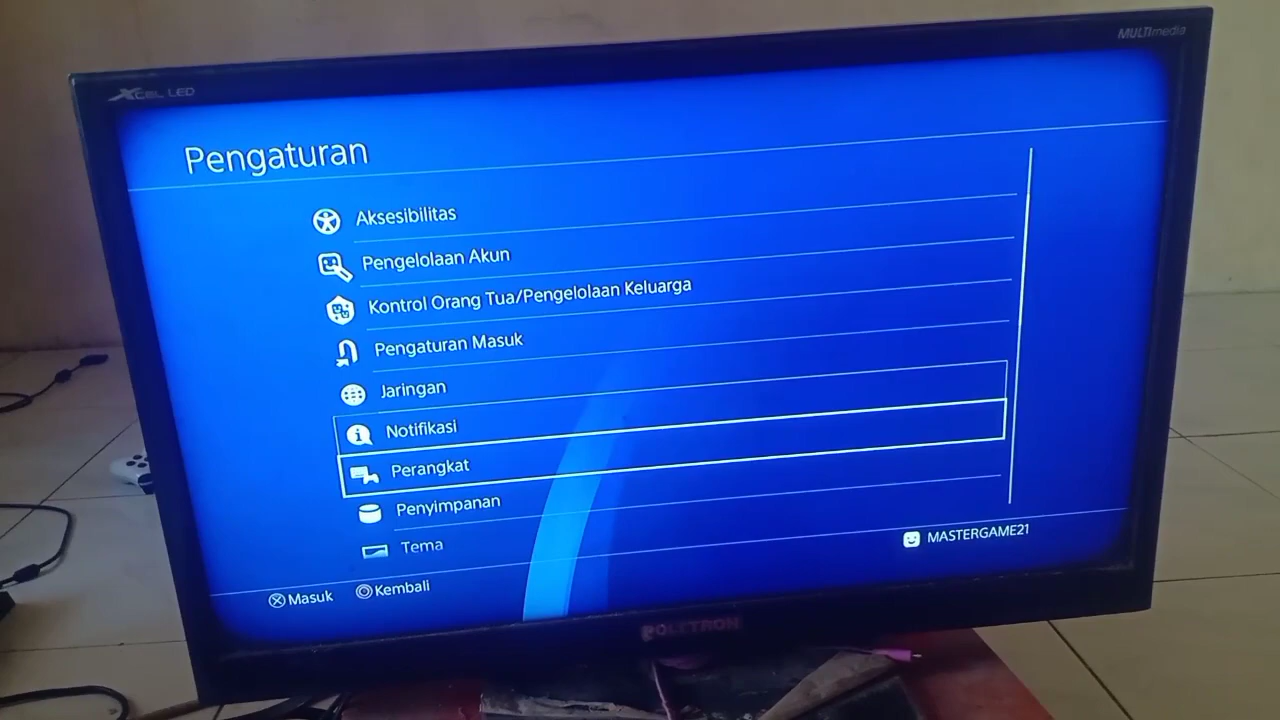 XCEL LED
MULTImedia
Pengaturan
Aksesibilitas
Pengelolaan Akun
Kontrol Orang Tua/Pengelolaan Keluarga
Pengaturan Masuk
Jaringan
Notifikasi
Perangkat
Penyimpanan
Tema
MASTERGAME21
Masuk
Kembali
POLYTRON